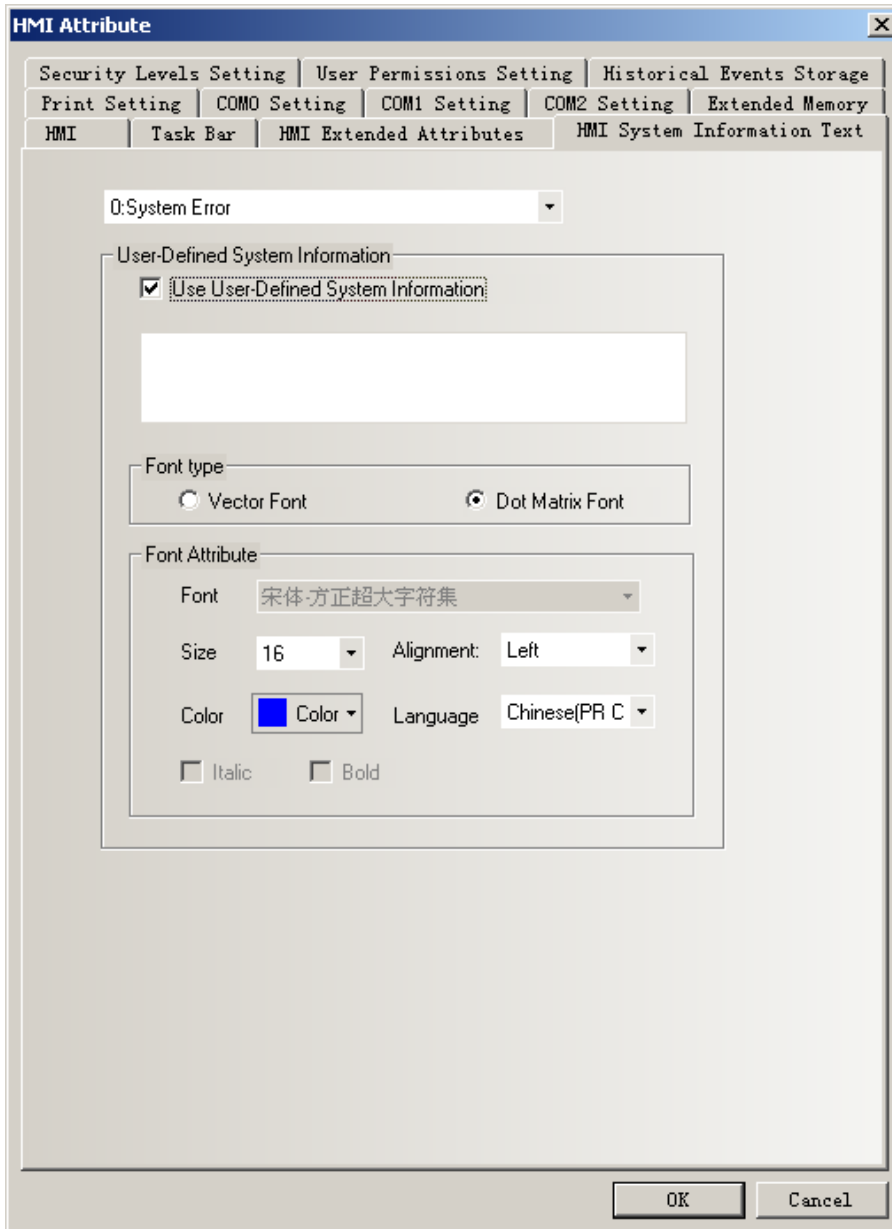 HMI Attribute
Security Levels Setting User Permissions Setting Historical Events Storage
Print Setting COM0 Setting COM1 Setting COM2 Setting Extended Memory
HMI Task Bar HMI Extended Attributes HMI System Information Text
0:System Error
User-Defined System Information
Use User-Defined System Information
Font type
Vector Font Dot Matrix Font
Font Attribute
Font 宋体-方正超大字符集
Size 16 Alignment: Left
Color Color Language Chinese(PR C
Italic Bold
OK Cancel